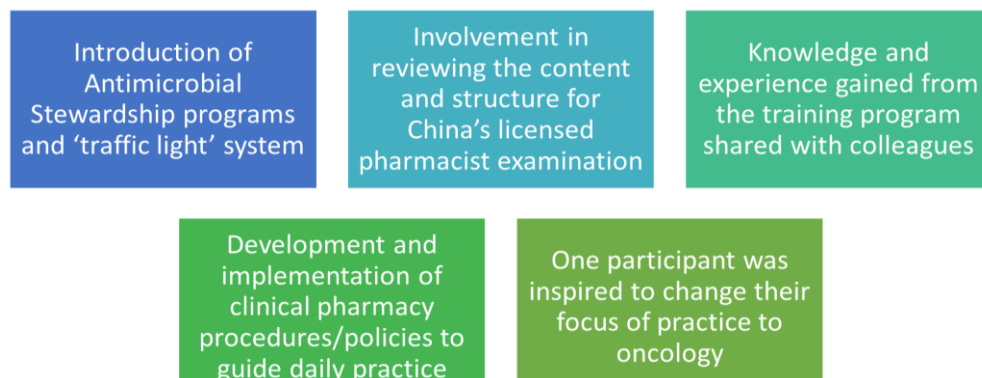 Introduction of
Antimicrobial
Stewardship programs
and ‘traffic light’ system
Involvement in
reviewing the content
and structure for
China’s licensed
pharmacist examination
Knowledge and
experience gained from
the training program
shared with colleagues
Development and
implementation of
clinical pharmacy
procedures/policies to
guide daily practice
One participant was
inspired to change their
focus of practice to
oncology